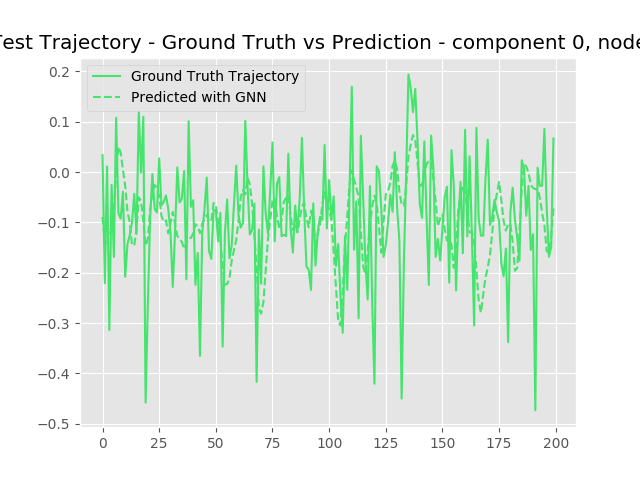 Test Trajectory - Ground Truth vs Prediction - component 0, node
Ground Truth Trajectory
Predicted with GNN
0.2
0.1
0.0
−0.1
−0.2
−0.3
−0.4
−0.5
0 25 50 75 100 125 150 175 200